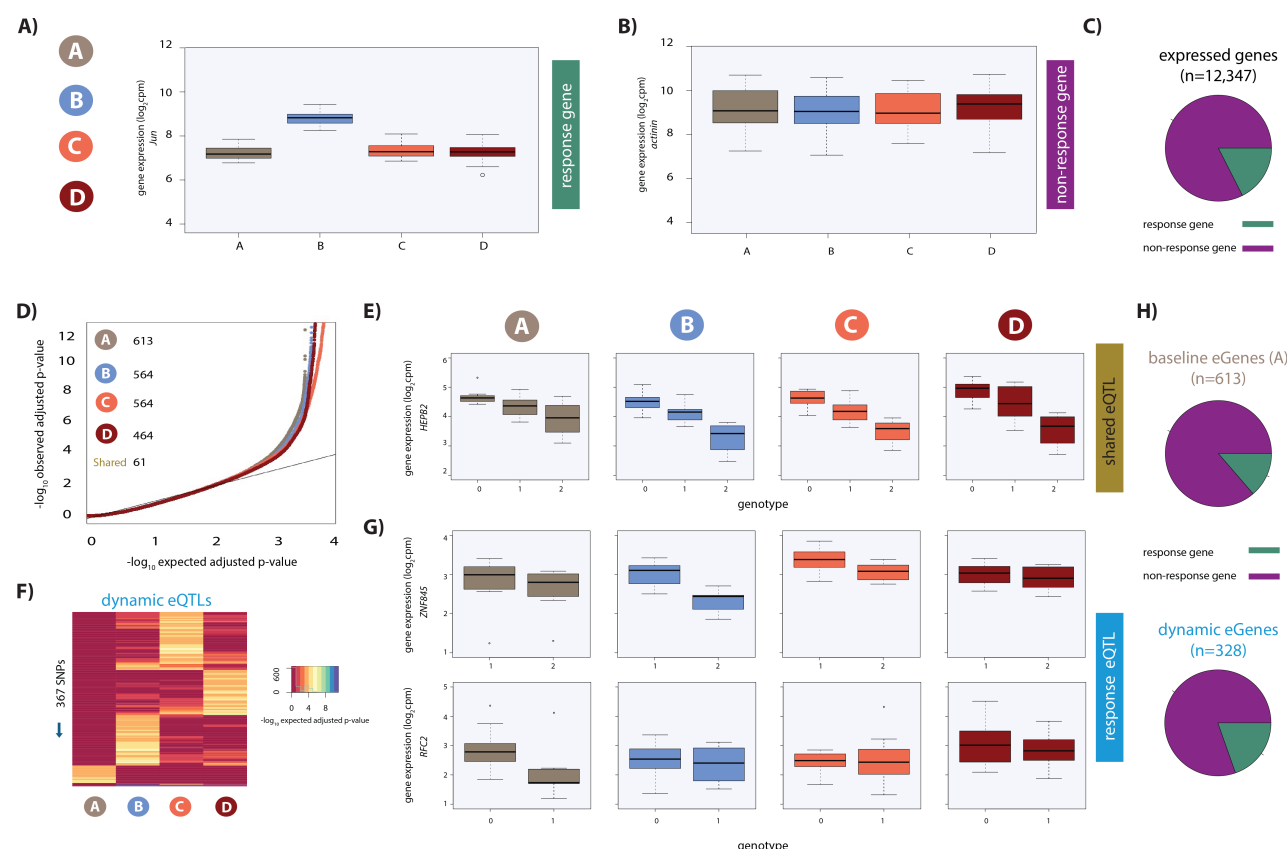 A)
A
B
C
D
gene expression (log2cpm)
Jun
12
10
8
6
4
A B C D
response gene
B)
gene expression (log2cpm)
actinin
12
10
8
6
4
A B C D
non-response gene
C)
expressed genes
(n=12,347)
response gene
non-response gene
D)
-log10 observed adjusted p-value
12
10
8
6
4
2
0
A 613
B 564
C 564
D 464
Shared 61
0 1 2 3 4
-log10 expected adjusted p-value
E)
A B C D
gene expression (log2cpm)
HEPB2
6
5
4
3
2
0 1 2 0 1 2 0 1 2 0 1 2
genotype
shared eQTL
F)
dynamic eQTLs
367 SNPs
A B C D
0 600
0 4 8
-log10 expected adjusted p-value
G)
gene expression (log2cpm)
ZNF845
4
3
2
1
1 2 1 2 1 2 1 2
gene expression (log2cpm)
RFC2
5
4
3
2
1
0 1 0 1 0 1 0 1
genotype
response eQTL
H)
baseline eGenes (A)
(n=613)
response gene
non-response gene
dynamic eGenes
(n=328)